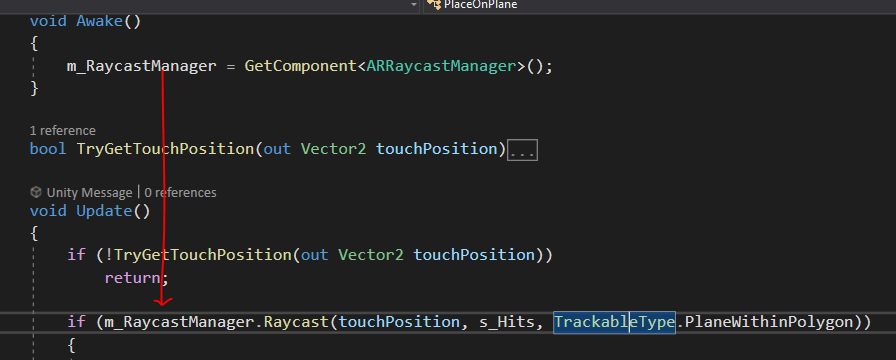 PlaceOnPlane
void Awake()
{
m_RaycastManager = GetComponent<ARRaycastManager>();
}
1 reference
bool TryGetTouchPosition(out Vector2 touchPosition)...
Unity Message | 0 references
void Update()
{
if (!TryGetTouchPosition(out Vector2 touchPosition))
return;
if (m_RaycastManager.Raycast(touchPosition, s_Hits, TrackableType.PlaneWithinPolygon))
{